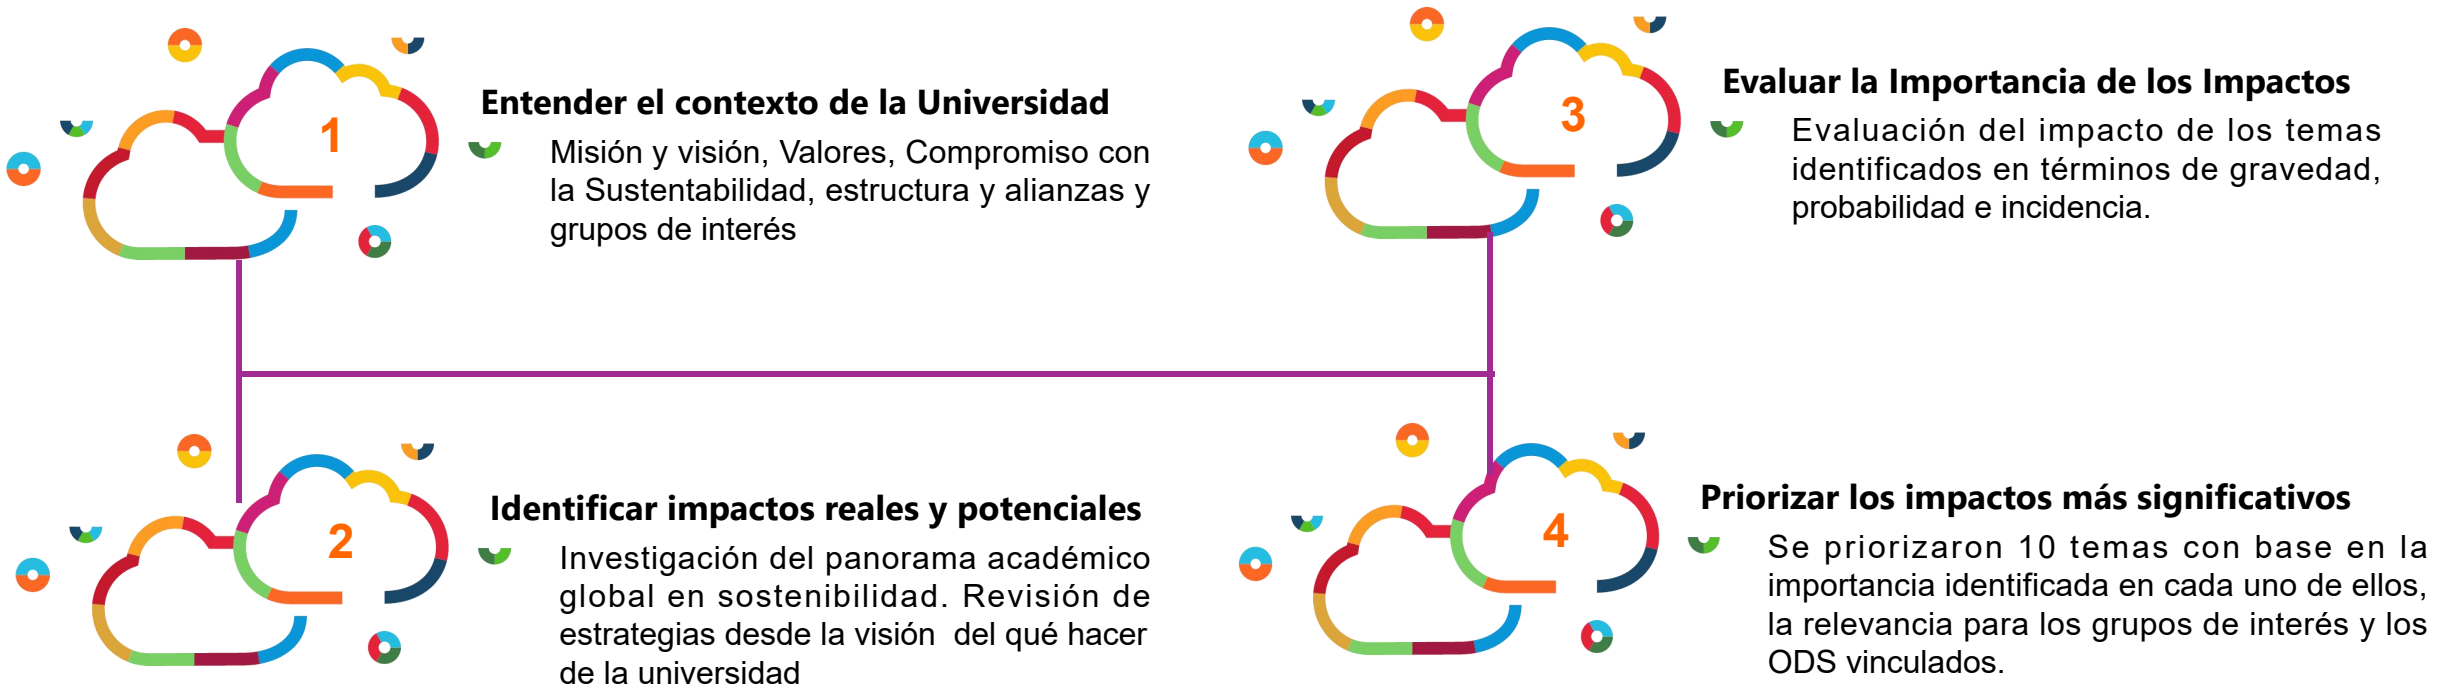 1
Entender el contexto de la Universidad
Misión y visión, Valores, Compromiso con
la Sustentabilidad, estructura y alianzas y
grupos de interés
2
Identificar impactos reales y potenciales
Investigación del panorama académico
global en sostenibilidad. Revisión de
estrategias desde la visión  del qué hacer
de la universidad
3
Evaluar la Importancia de los Impactos
Evaluación del impacto de los temas
identificados en términos de gravedad,
probabilidad e incidencia.
4
Priorizar los impactos más significativos
Se priorizaron 10 temas con base en la
importancia identificada en cada uno de ellos,
la relevancia para los grupos de interés y los
ODS vinculados.